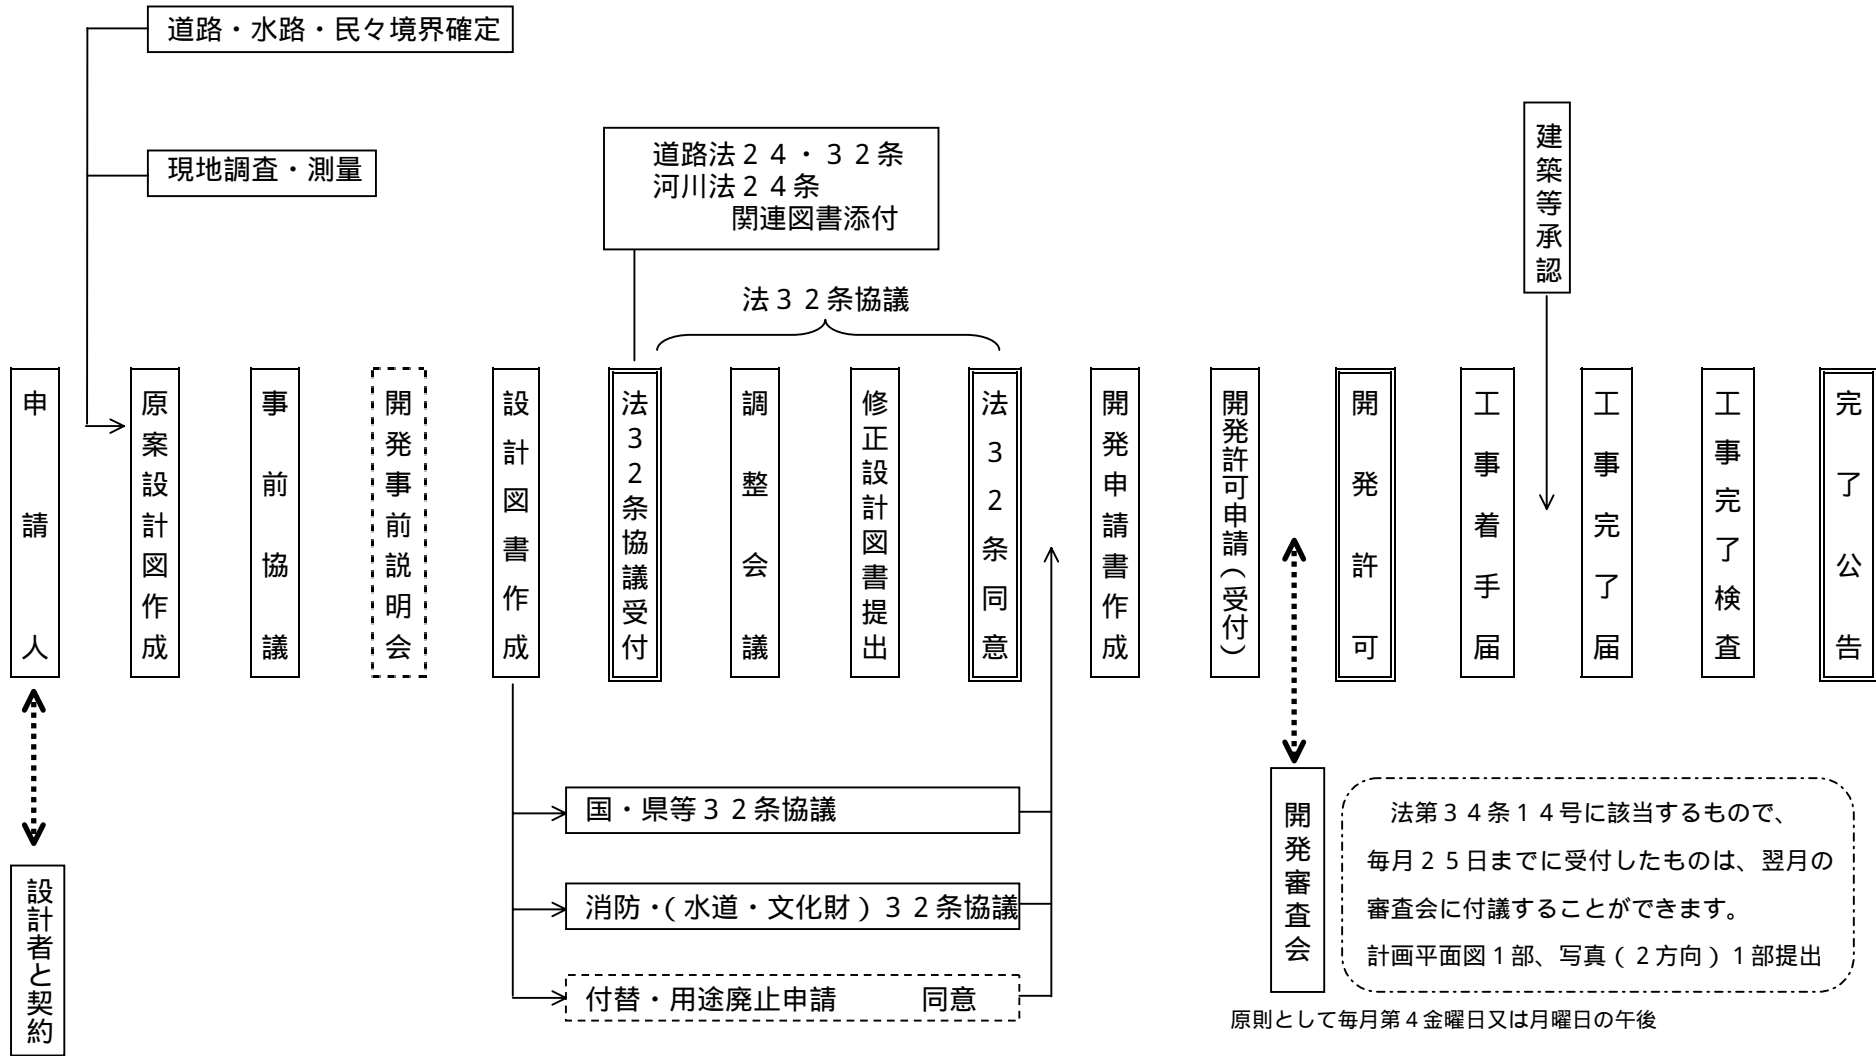 道路・水路・民々境界確定
現地調査・測量
道路法２４・３２条
河川法２４条
関連図書添付
法３２条協議
建築等承認
申請人
原案設計図作成
事前協議
開発事前説明会
設計図書作成
法３２条協議受付
調整会議
修正設計図書提出
法３２条同意
開発申請書作成
開発許可申請（受付）
開発許可
工事着手届
工事完了届
工事完了検査
完了公告
設計者と契約
国・県等３２条協議
消防・（水道・文化財）３２条協議
付替・用途廃止申請　　　同意
開発審査会
法第３４条１４号に該当するもので、
毎月２５日までに受付したものは、翌月の
審査会に付議することができます。
計画平面図１部、写真（２方向）１部提出
原則として毎月第４金曜日又は月曜日の午後